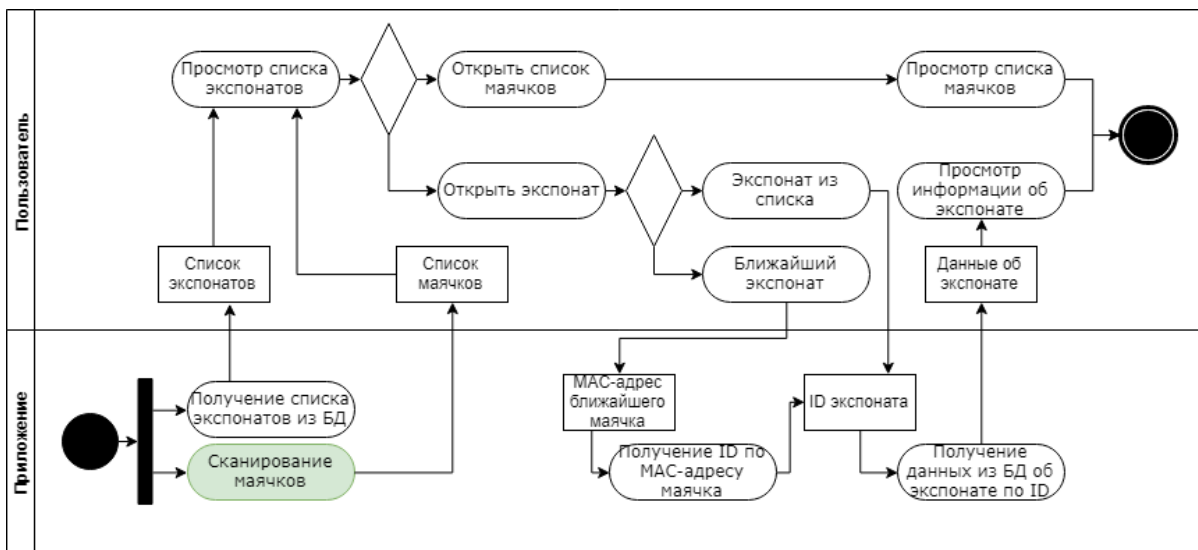 Пользователь
Просмотр списка
экспонатов
Открыть список
маячков
Просмотр списка
маячков
Открыть экспонат
Экспонат из
списка
Просмотр
информации об
экспонате
Список
экспонатов
Список
маячков
Ближайший
экспонат
Данные об
экспонате
Приложение
Получение списка
экспонатов из БД
Сканирование
маячков
МАС-адрес
ближайшего
маячка
Получение ID по
МАС-адресу
маячка
ID экспоната
Получение
данных из БД об
экспонате по ID